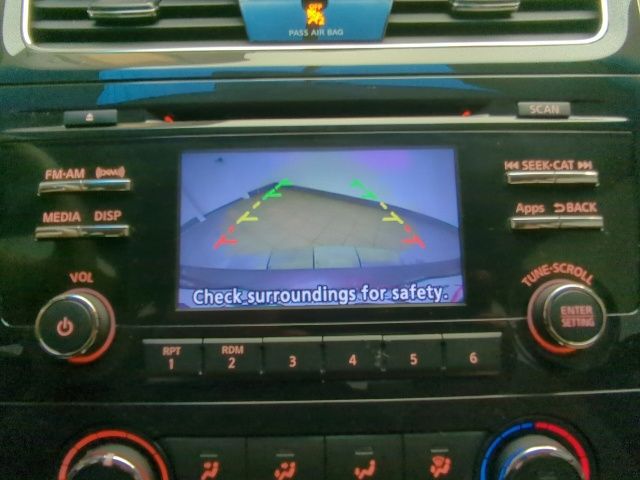 OFF
PASS AIR BAG
SCAN
FM·AM
SEEK·CAT
MEDIA DISP
Apps BACK
VOL
TUNE·SCROLL
ENTER
SETTING
Check surroundings for safety.
RPT
1
RDM
2
3
4
5
6